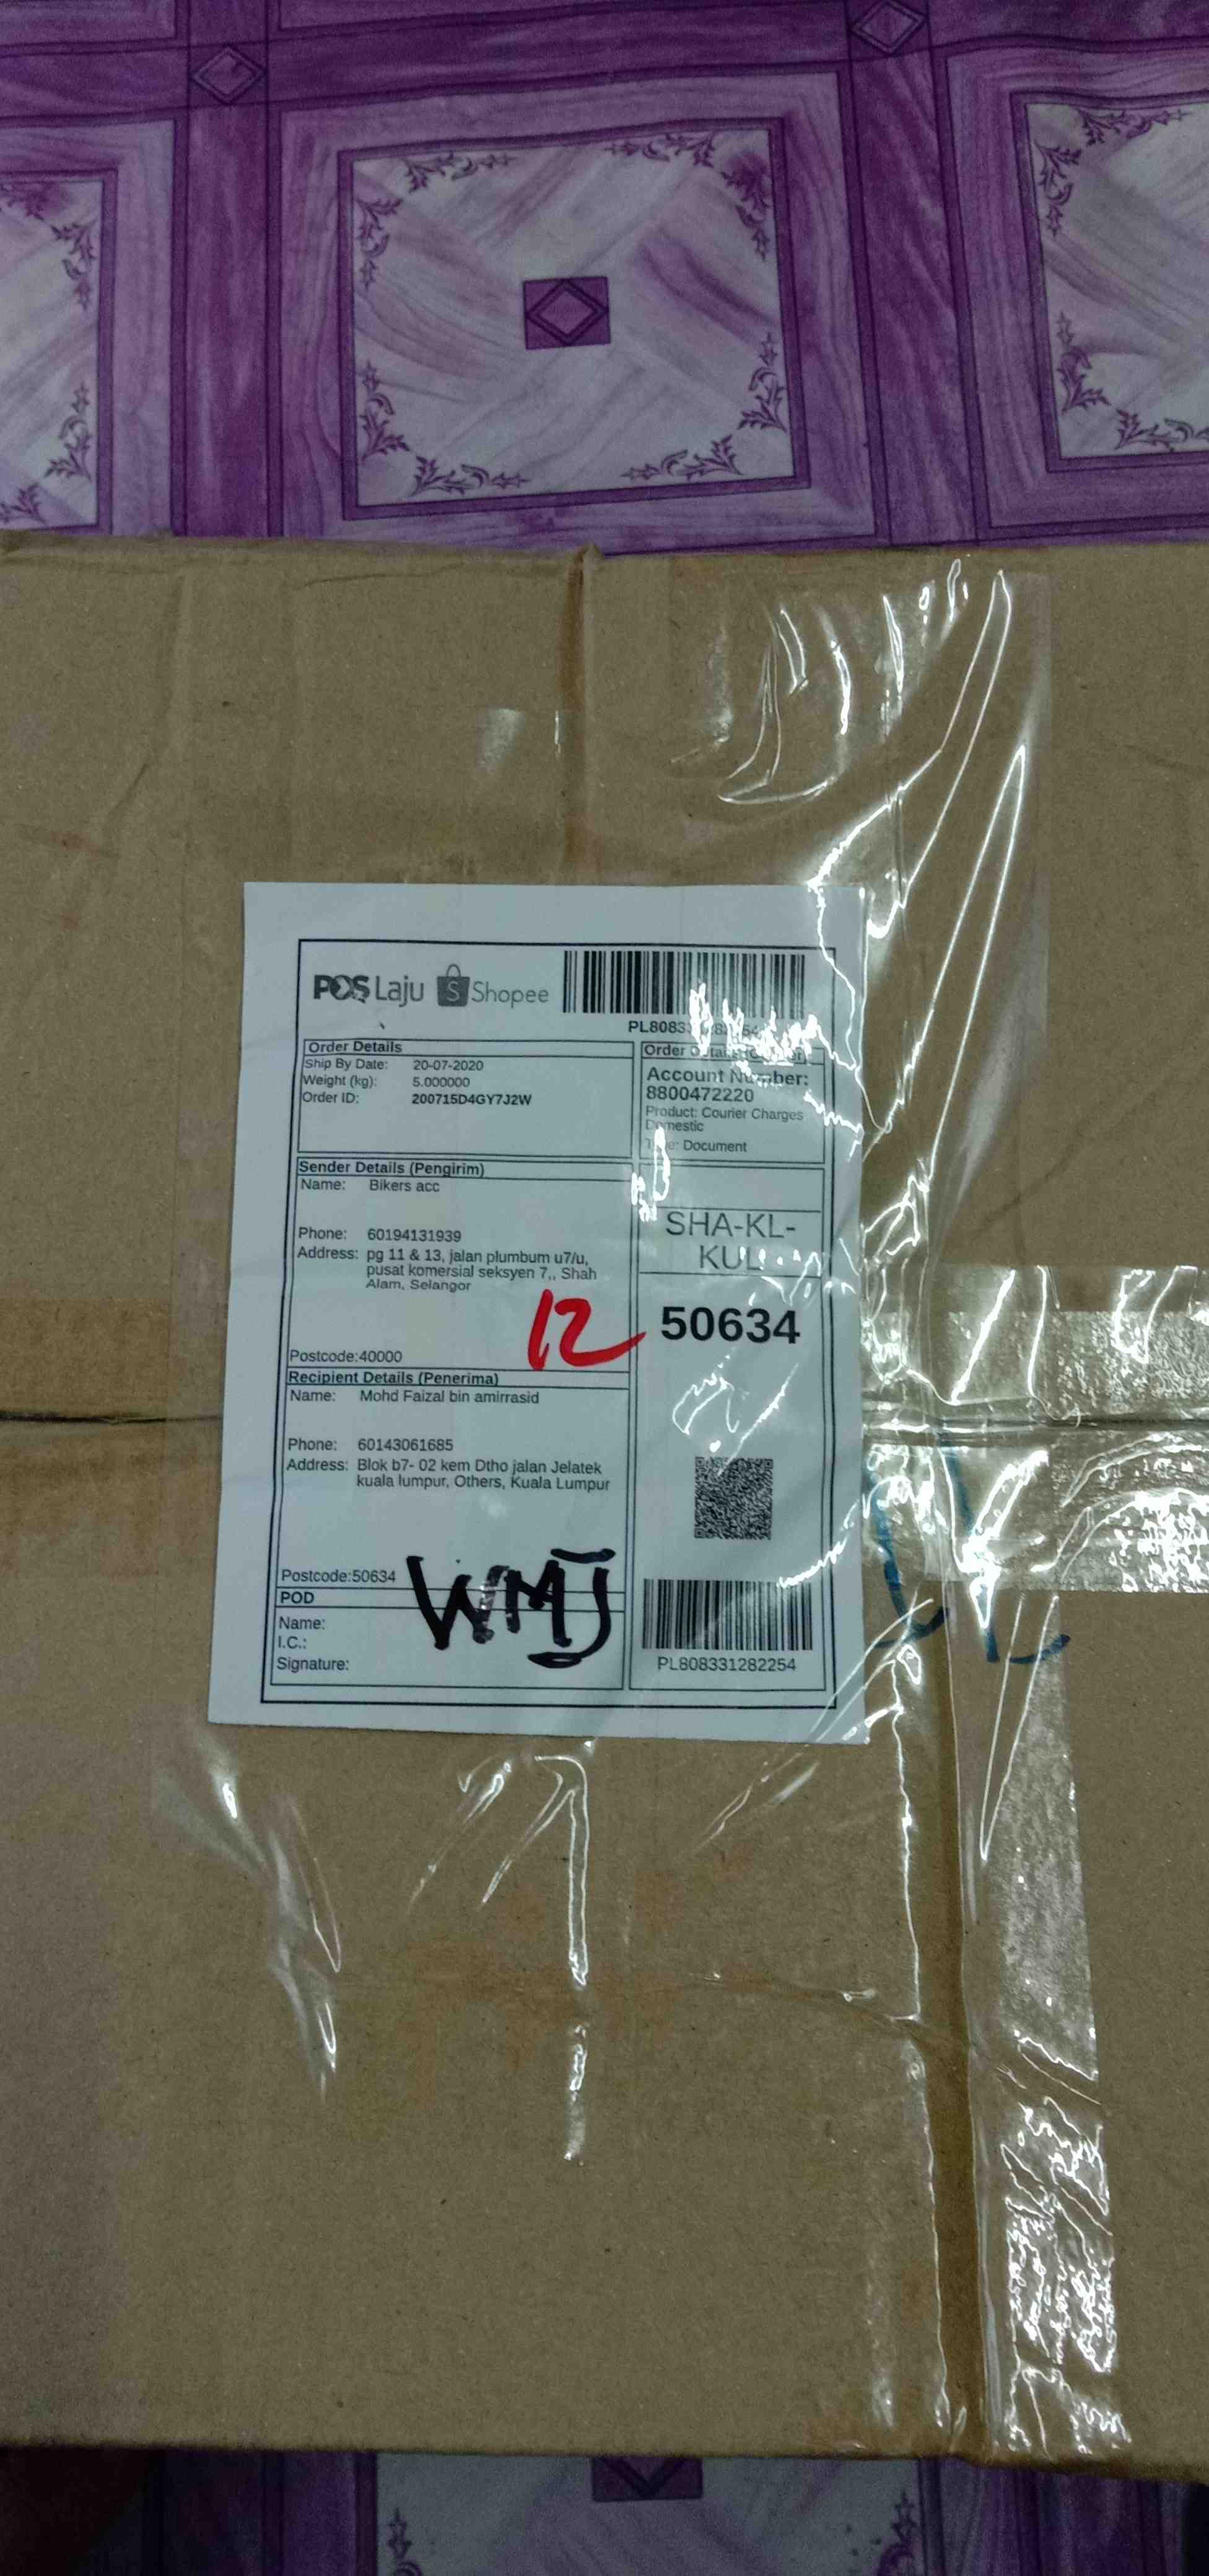 POS Laju Shopee
Order Details
Ship By Date: 20-07-2020
Weight (kg): 5.000000
Order ID: 200715D4GY7J2W
Account Number:
8800472220
Product: Courier Charges
Domestic
Document
Sender Details (Pengirim)
Name: Bikers acc
Phone: 60194131939
Address: pg 11 & 13, jalan plumbum u7/u,
pusat komersial seksyen 7,, Shah
Alam, Selangor
Postcode:40000
12
SHA-KL-
KUL
50634
Recipient Details (Penerima)
Name: Mohd Faizal bin amirrasid
Phone: 60143061685
Address: Blok b7- 02 kem Dtho jalan Jelatek
kuala lumpur, Others, Kuala Lumpur
Postcode:50634
WMJ
POD
Name:
I.C.:
Signature:
PL808331282254